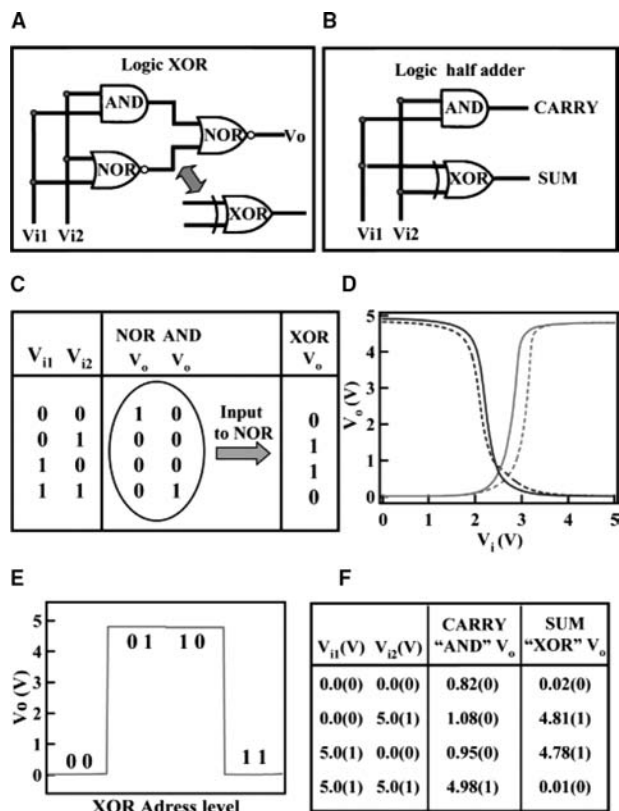 A
Logic XOR
AND
NOR
NOR
Vo
XOR
Vi1 Vi2
B
Logic half adder
AND
CARRY
XOR
SUM
Vi1 Vi2
C
NOR AND XOR
Vi1 Vi2 Vo Vo Vo
0 0 1 0 0
0 1 0 0 1
1 0 0 0 1
1 1 0 1 0
Input
to NOR
D
5
4
3
2
1
0
Vo (V)
0 1 2 3 4 5
Vi (V)
E
5
4
3
2
1
0
Vo (V)
0 1 1 0
0 0 1 1
XOR Adress level
F
CARRY SUM
Vi1(V) Vi2(V) “AND” Vo “XOR” Vo
0.0(0) 0.0(0) 0.82(0) 0.02(0)
0.0(0) 5.0(1) 1.08(0) 4.81(1)
5.0(1) 0.0(0) 0.95(0) 4.78(1)
5.0(1) 5.0(1) 4.98(1) 0.01(0)